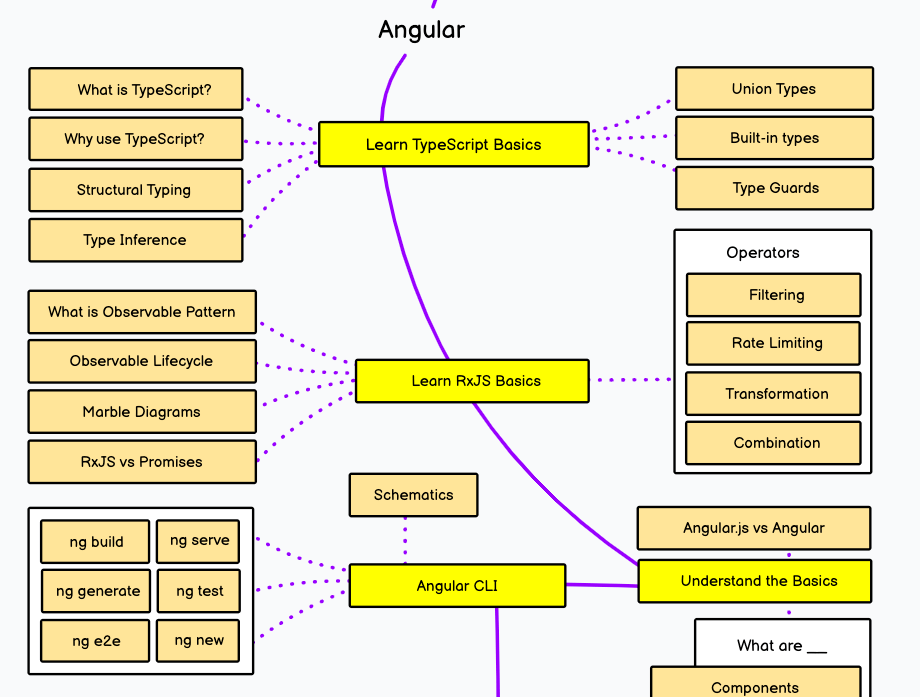 Angular
What is TypeScript?
Why use TypeScript?
Structural Typing
Type Inference
Learn TypeScript Basics
Union Types
Built-in types
Type Guards
What is Observable Pattern
Observable Lifecycle
Marble Diagrams
RxJS vs Promises
Learn RxJS Basics
Operators
Filtering
Rate Limiting
Transformation
Combination
Schematics
ng build
ng serve
ng generate
ng test
ng e2e
ng new
Angular CLI
Angular.js vs Angular
Understand the Basics
What are __
Components